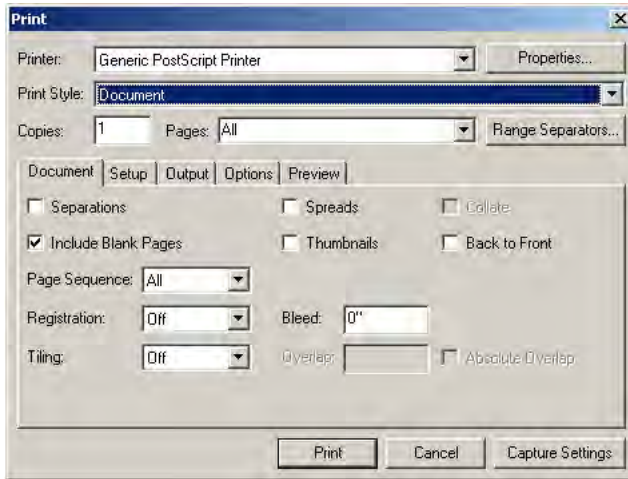 Print
Printer: Generic PostScript Printer Properties...
Print Style: Document
Copies: 1 Pages: All Range Separators...
Document Setup Output Options Preview
Separations Spreads Collate
Include Blank Pages Thumbnails Back to Front
Page Sequence: All
Registration: Off Bleed: 0"
Tiling: Off Overlap: Absolute Overlap
Print Cancel Capture Settings